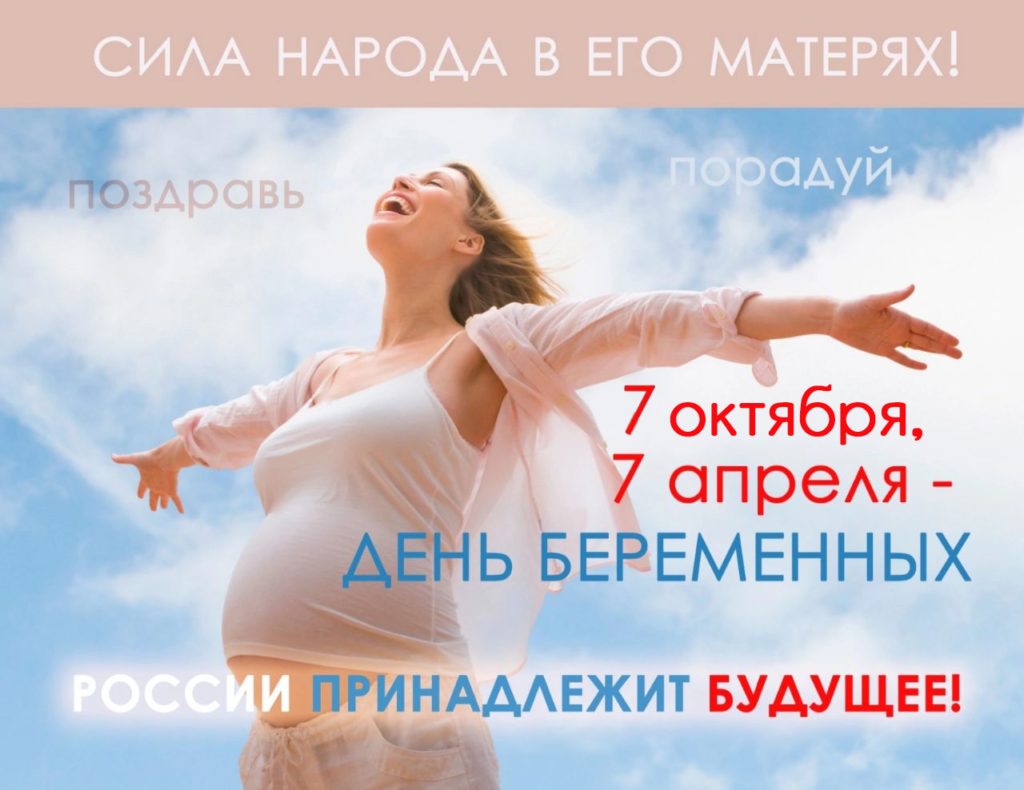 СИЛА НАРОДА В ЕГО МАТЕРЯХ!
порадуй
поздравь
7 октября,
7 апреля -
ДЕНЬ БЕРЕМЕННЫХ
РОССИИ ПРИНАДЛЕЖИТ БУДУЩЕЕ!